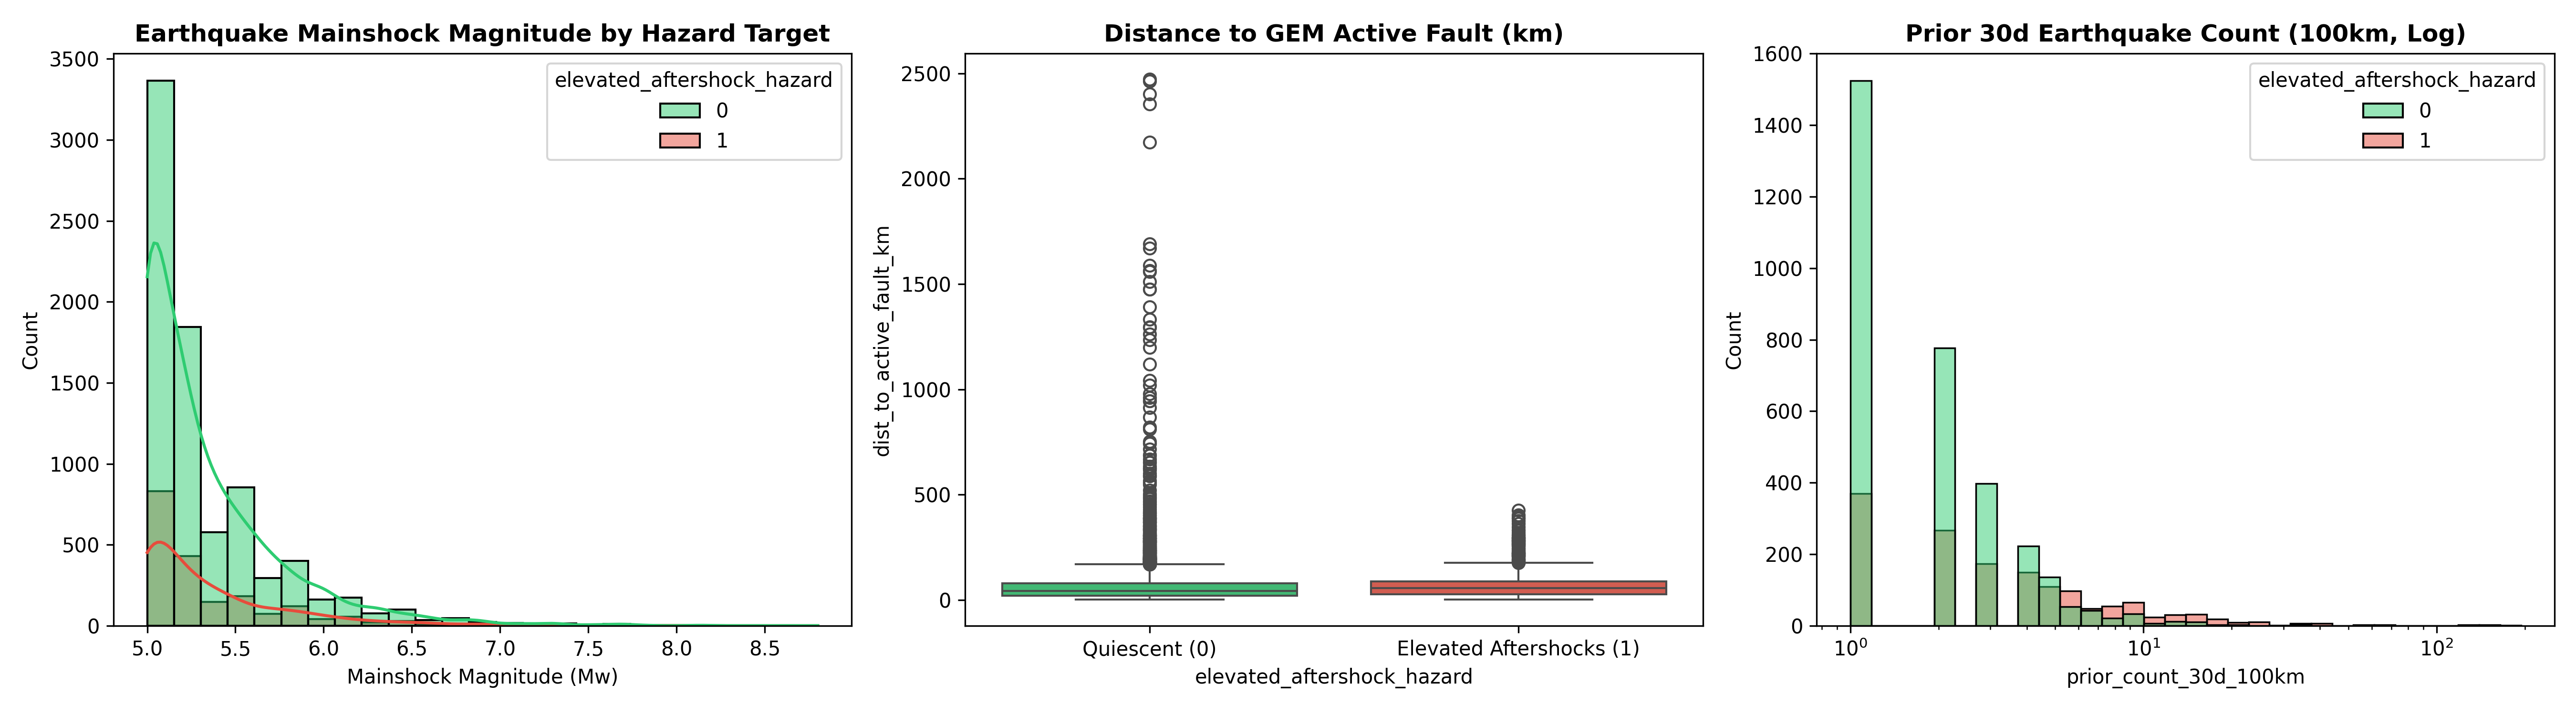 Earthquake Mainshock Magnitude by Hazard Target
3500
3000
2500
2000
1500
1000
500
0
Count
elevated_aftershock_hazard
0
1
5.0 5.5 6.0 6.5 7.0 7.5 8.0 8.5
Mainshock Magnitude (Mw)
Distance to GEM Active Fault (km)
2500
2000
1500
1000
500
0
dist_to_active_fault_km
Quiescent (0) Elevated Aftershocks (1)
elevated_aftershock_hazard
Prior 30d Earthquake Count (100km, Log)
1600
1400
1200
1000
800
600
400
200
0
Count
elevated_aftershock_hazard
0
1
10⁰ 10¹ 10²
prior_count_30d_100km